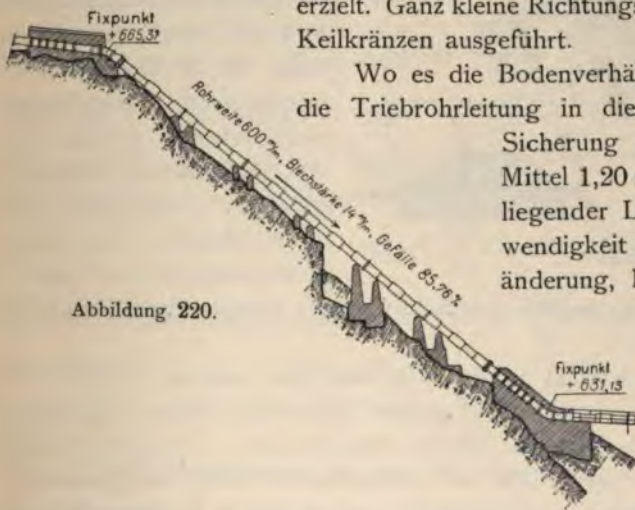 erzielt. Ganz kleine Richtungs
Keilkränzen ausgeführt.
Wo es die Bodenverhä
die Triebrohrleitung in die
Sicherung
Mittel 1,20
liegender L
wendigkeit
änderung,
Fixpunkt
+ 665,37
Rohrweite 600 m/m, Blechstärke 14 m/m, Gefälle 85,76 %
Abbildung 220.
Fixpunkt
+ 631,13